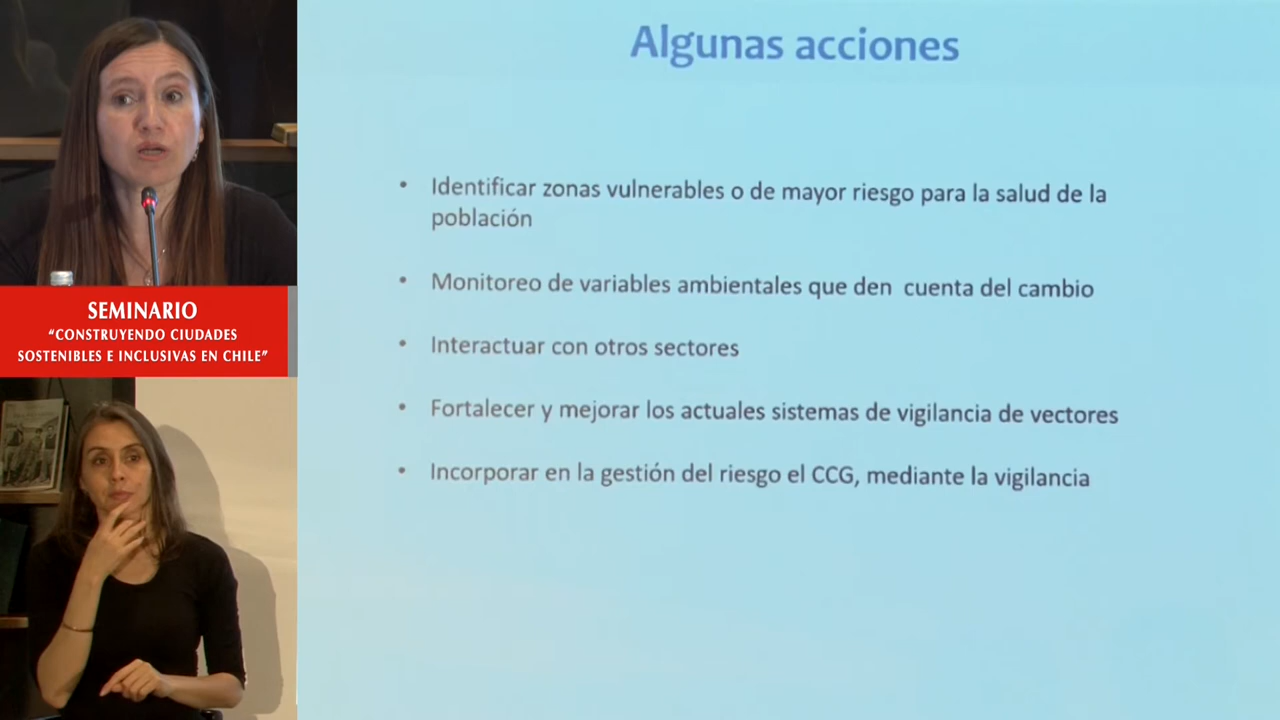 Algunas acciones
• Identificar zonas vulnerables o de mayor riesgo para la salud de la
población
• Monitoreo de variables ambientales que den cuenta del cambio
• Interactuar con otros sectores
• Fortalecer y mejorar los actuales sistemas de vigilancia de vectores
• Incorporar en la gestión del riesgo el CCG, mediante la vigilancia
SEMINARIO
“CONSTRUYENDO CIUDADES
SOSTENIBLES E INCLUSIVAS EN CHILE”